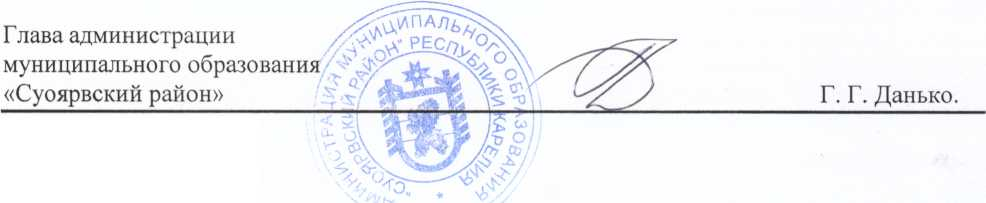 Глава администрации
муниципального образования
«Суоярвский район»
Г. Г. Данько.
АДМИНИСТРАЦИЯ МУНИЦИПАЛЬНОГО ОБРАЗОВАНИЯ
"СУОЯРВСКИЙ РАЙОН" РЕСПУБЛИКИ КАРЕЛИЯ